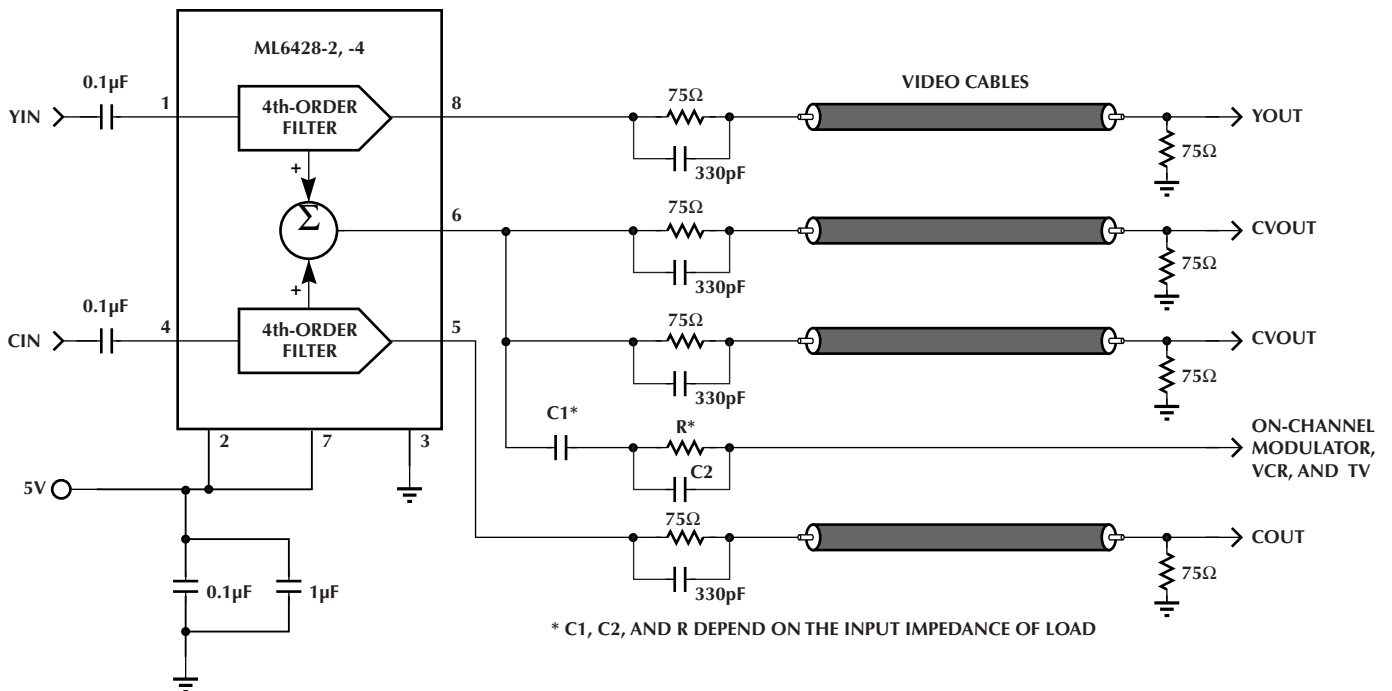 ML6428-2, -4
0.1µF
YIN
1
4th-ORDER
FILTER
8
75Ω
330pF
VIDEO CABLES
YOUT
75Ω
+
Σ
6
75Ω
330pF
CVOUT
75Ω
+
0.1µF
CIN
4
4th-ORDER
FILTER
5
75Ω
330pF
CVOUT
75Ω
C1*
R*
C2
ON-CHANNEL
MODULATOR,
VCR, AND TV
2
7
3
5V
75Ω
330pF
COUT
75Ω
0.1µF
1µF
* C1, C2, AND R DEPEND ON THE INPUT IMPEDANCE OF LOAD